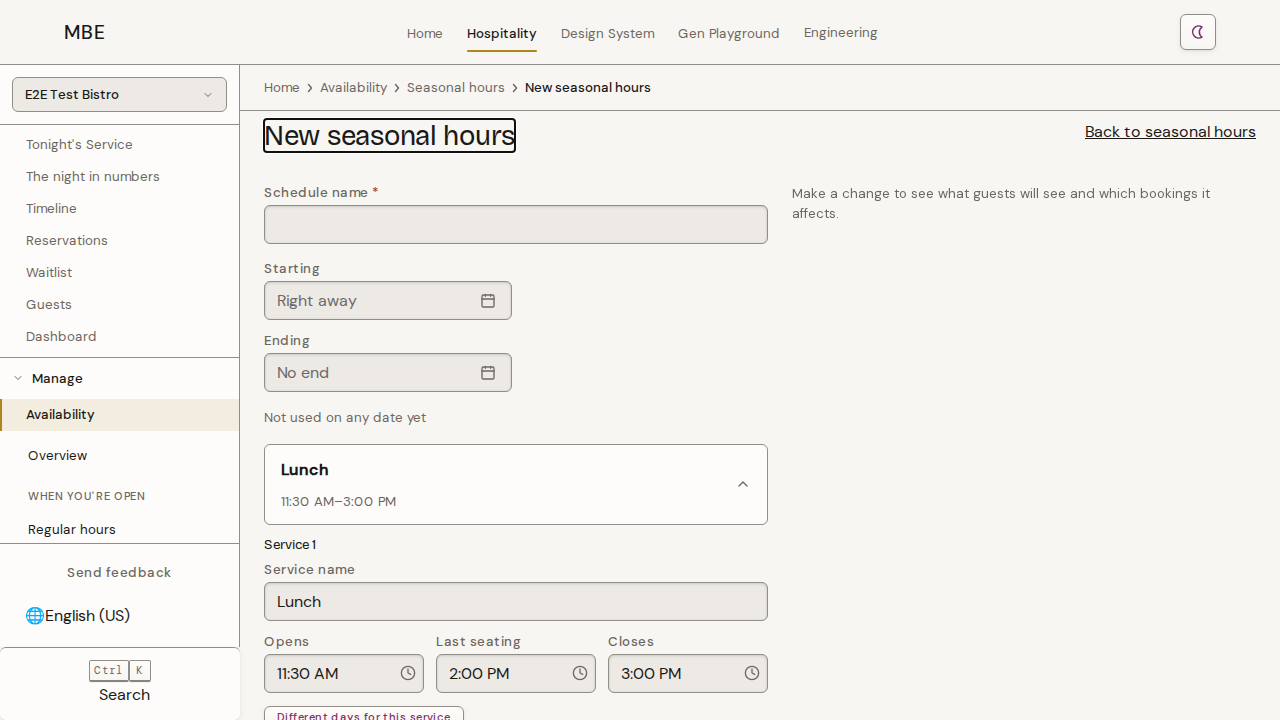 MBE
Home
Hospitality
Design System
Gen Playground
Engineering
E2E Test Bistro
Tonight's Service
The night in numbers
Timeline
Reservations
Waitlist
Guests
Dashboard
Manage
Availability
Overview
WHEN YOU'RE OPEN
Regular hours
Send feedback
English (US)
Ctrl K
Search
Home Availability Seasonal hours New seasonal hours
New seasonal hours
Back to seasonal hours
Schedule name *
Starting
Right away
Ending
No end
Not used on any date yet
Lunch
11:30 AM–3:00 PM
Service 1
Service name
Lunch
Opens Last seating Closes
11:30 AM 2:00 PM 3:00 PM
Different days for this service
Make a change to see what guests will see and which bookings it
affects.